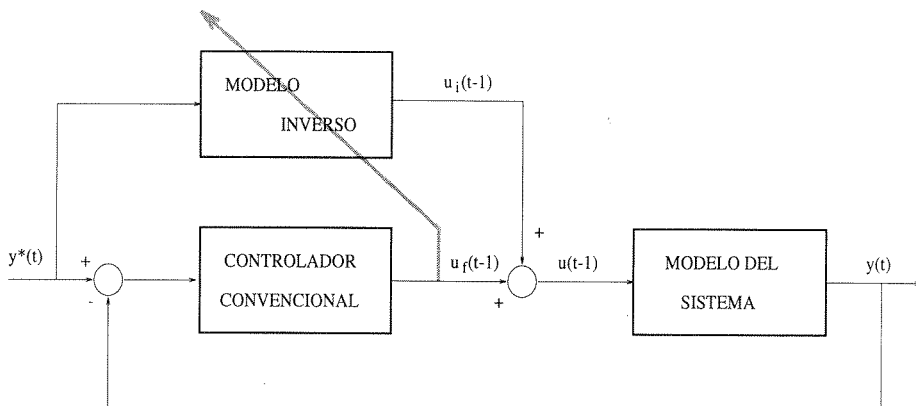 MODELO
INVERSO
u i (t-1)
y*(t)
+
-
CONTROLADOR
CONVENCIONAL
u f (t-1)
+
+
u(t-1)
MODELO DEL
SISTEMA
y(t)